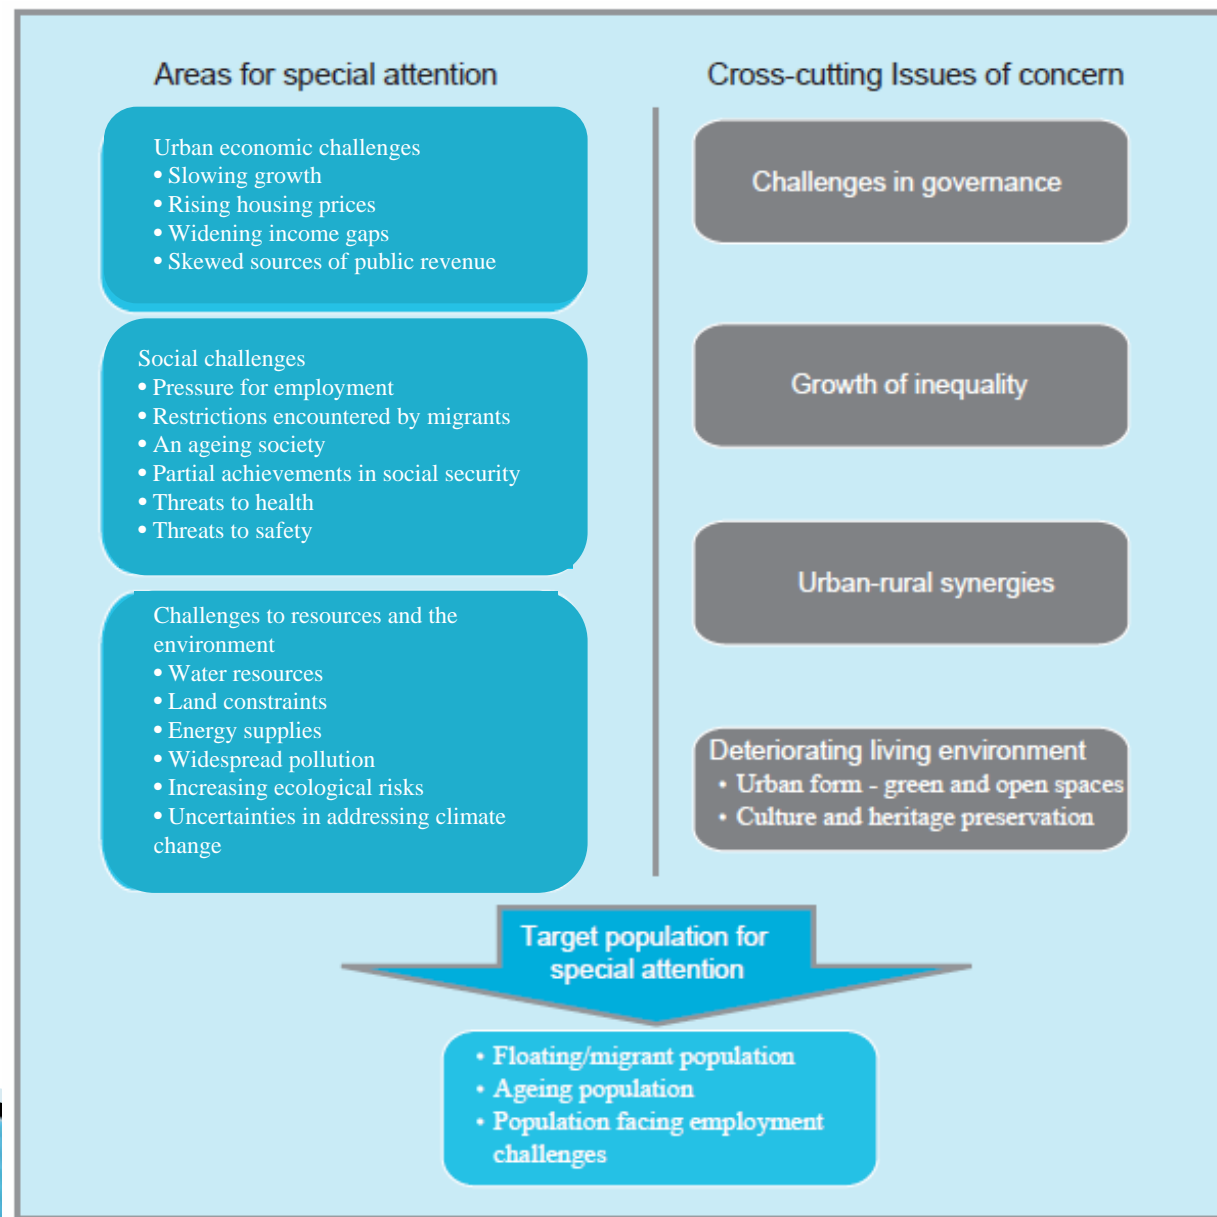 Areas for special attention
Urban economic challenges
• Slowing growth
• Rising housing prices
• Widening income gaps
• Skewed sources of public revenue
Social challenges
• Pressure for employment
• Restrictions encountered by migrants
• An ageing society
• Partial achievements in social security
• Threats to health
• Threats to safety
Challenges to resources and the
environment
• Water resources
• Land constraints
• Energy supplies
• Widespread pollution
• Increasing ecological risks
• Uncertainties in addressing climate
change
Cross-cutting Issues of concern
Challenges in governance
Growth of inequality
Urban-rural synergies
Deteriorating living environment
• Urban form - green and open spaces
• Culture and heritage preservation
Target population for
special attention
• Floating/migrant population
• Ageing population
• Population facing employment
challenges